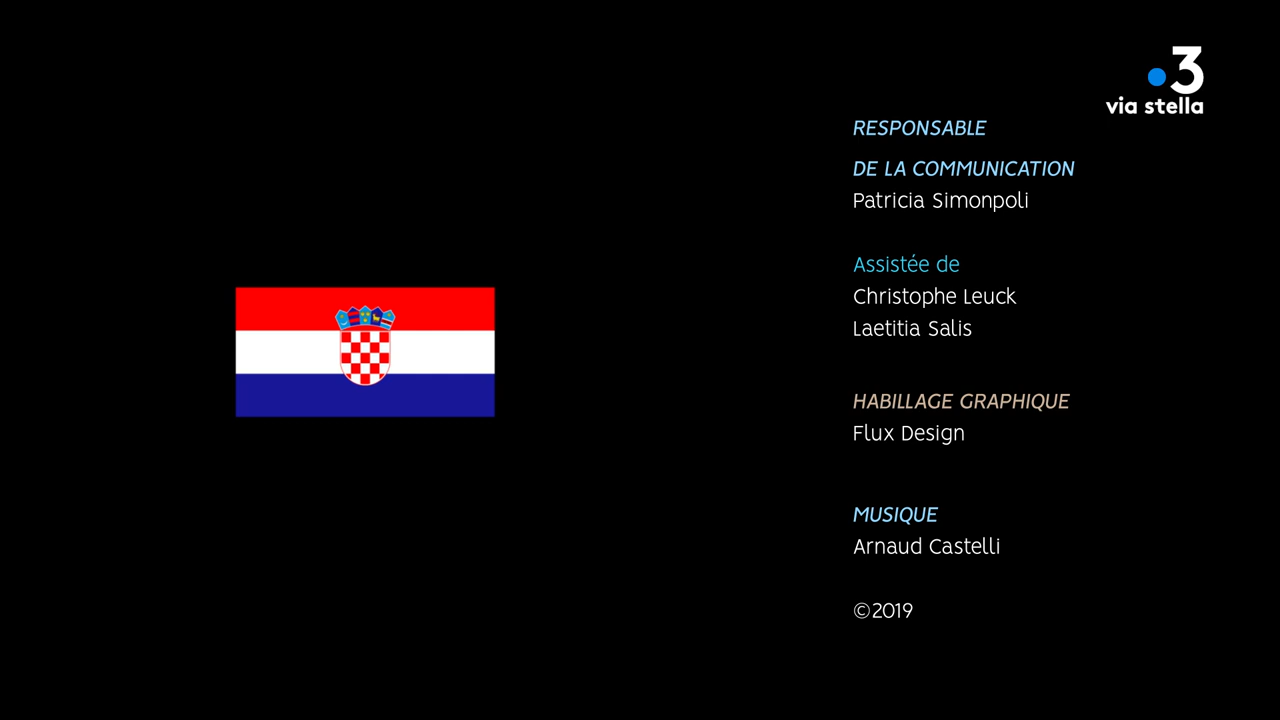 3
via stella
RESPONSABLE
DE LA COMMUNICATION
Patricia Simonpoli
Assistée de
Christophe Leuck
Laetitia Salis
HABILLAGE GRAPHIQUE
Flux Design
MUSIQUE
Arnaud Castelli
©2019